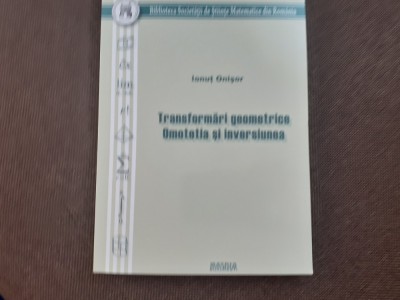 Biblioteca Societății de Științe Matematice din România
Ionuț Onișor
Transformări geometrice
Omotetia și inversiunea